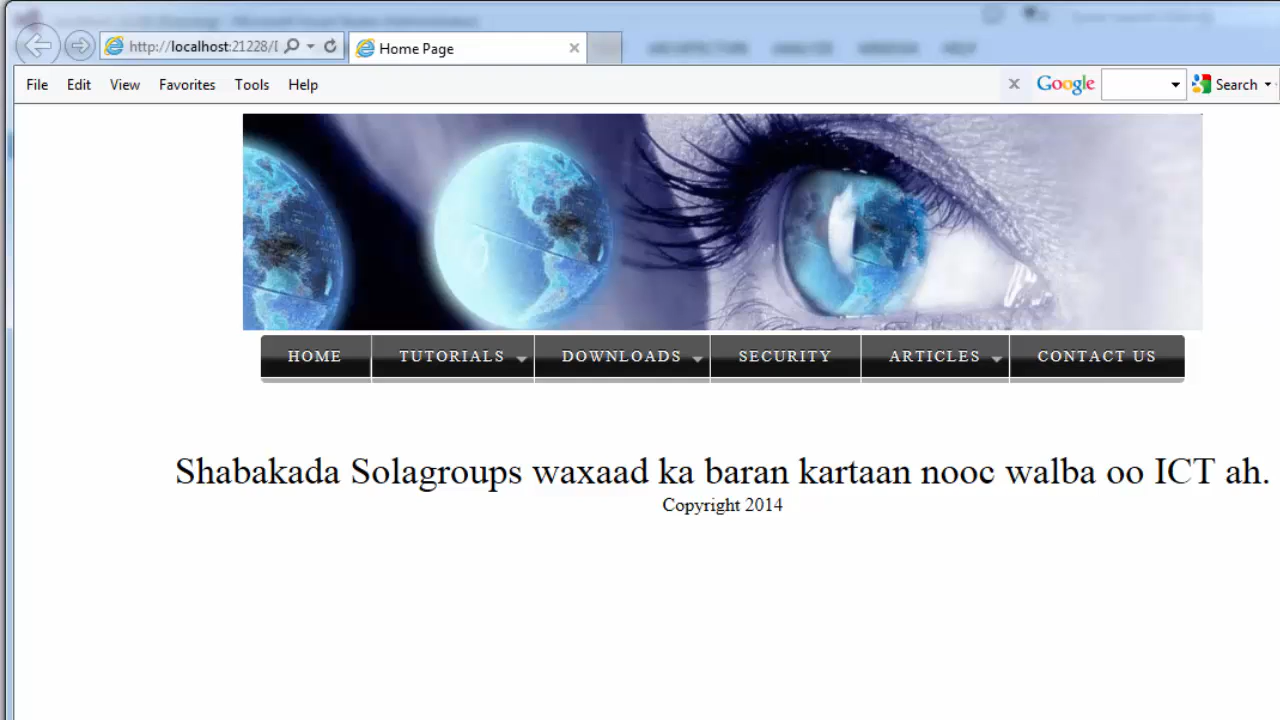 http://localhost:21228/
Home Page
File Edit View Favorites Tools Help
Google
Search
HOME TUTORIALS DOWNLOADS SECURITY ARTICLES CONTACT US
Shabakada Solagroups waxaad ka baran kartaan nooc walba oo ICT ah.
Copyright 2014